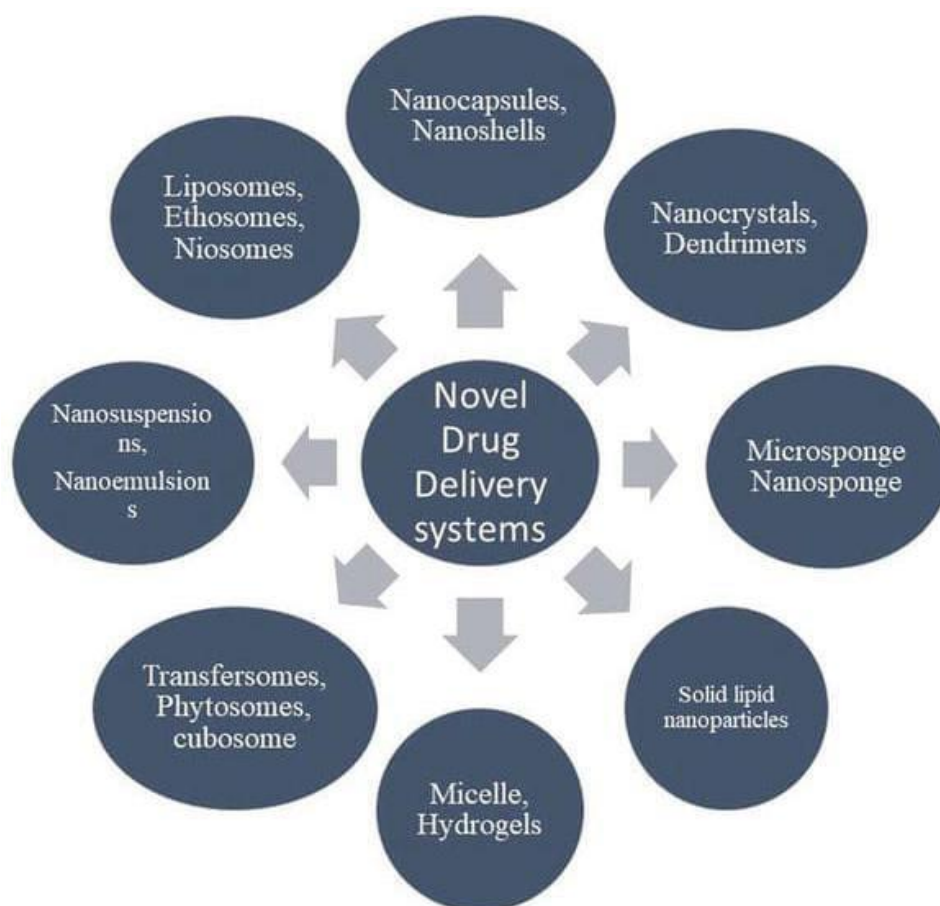 Nanocapsules,
Nanoshells
Nanocrystals,
Dendrimers
Microsponge
Nanosponge
Solid lipid
nanoparticles
Micelle,
Hydrogels
Transfersomes,
Phytosomes,
cubosome
Nanosuspensio
ns,
Nanoemulsion
s
Liposomes,
Ethosomes,
Niosomes
Novel
Drug
Delivery
systems